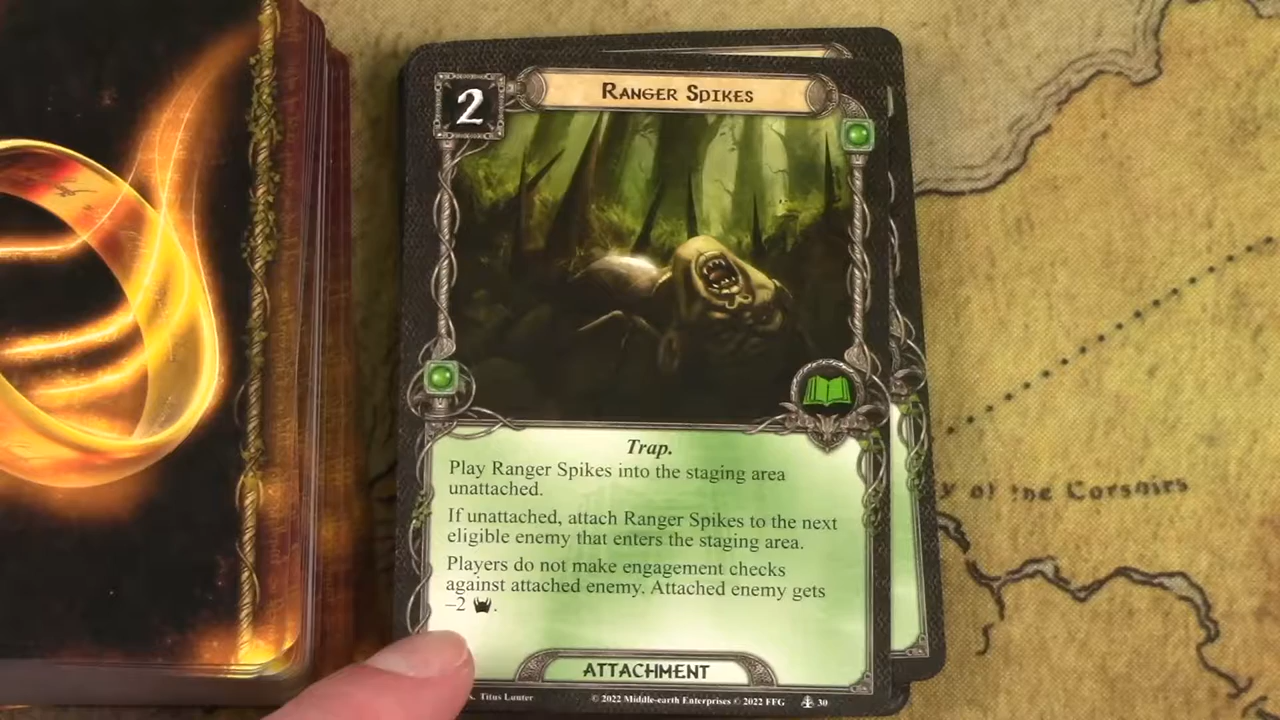 2
Ranger Spikes
Trap.
Play Ranger Spikes into the staging area
unattached.
If unattached, attach Ranger Spikes to the next
eligible enemy that enters the staging area.
Players do not make engagement checks
against attached enemy. Attached enemy gets
–2 .
ATTACHMENT
Titus Lunter
© 2022 Middle-earth Enterprises © 2022 FFG
30
of the Corsairs